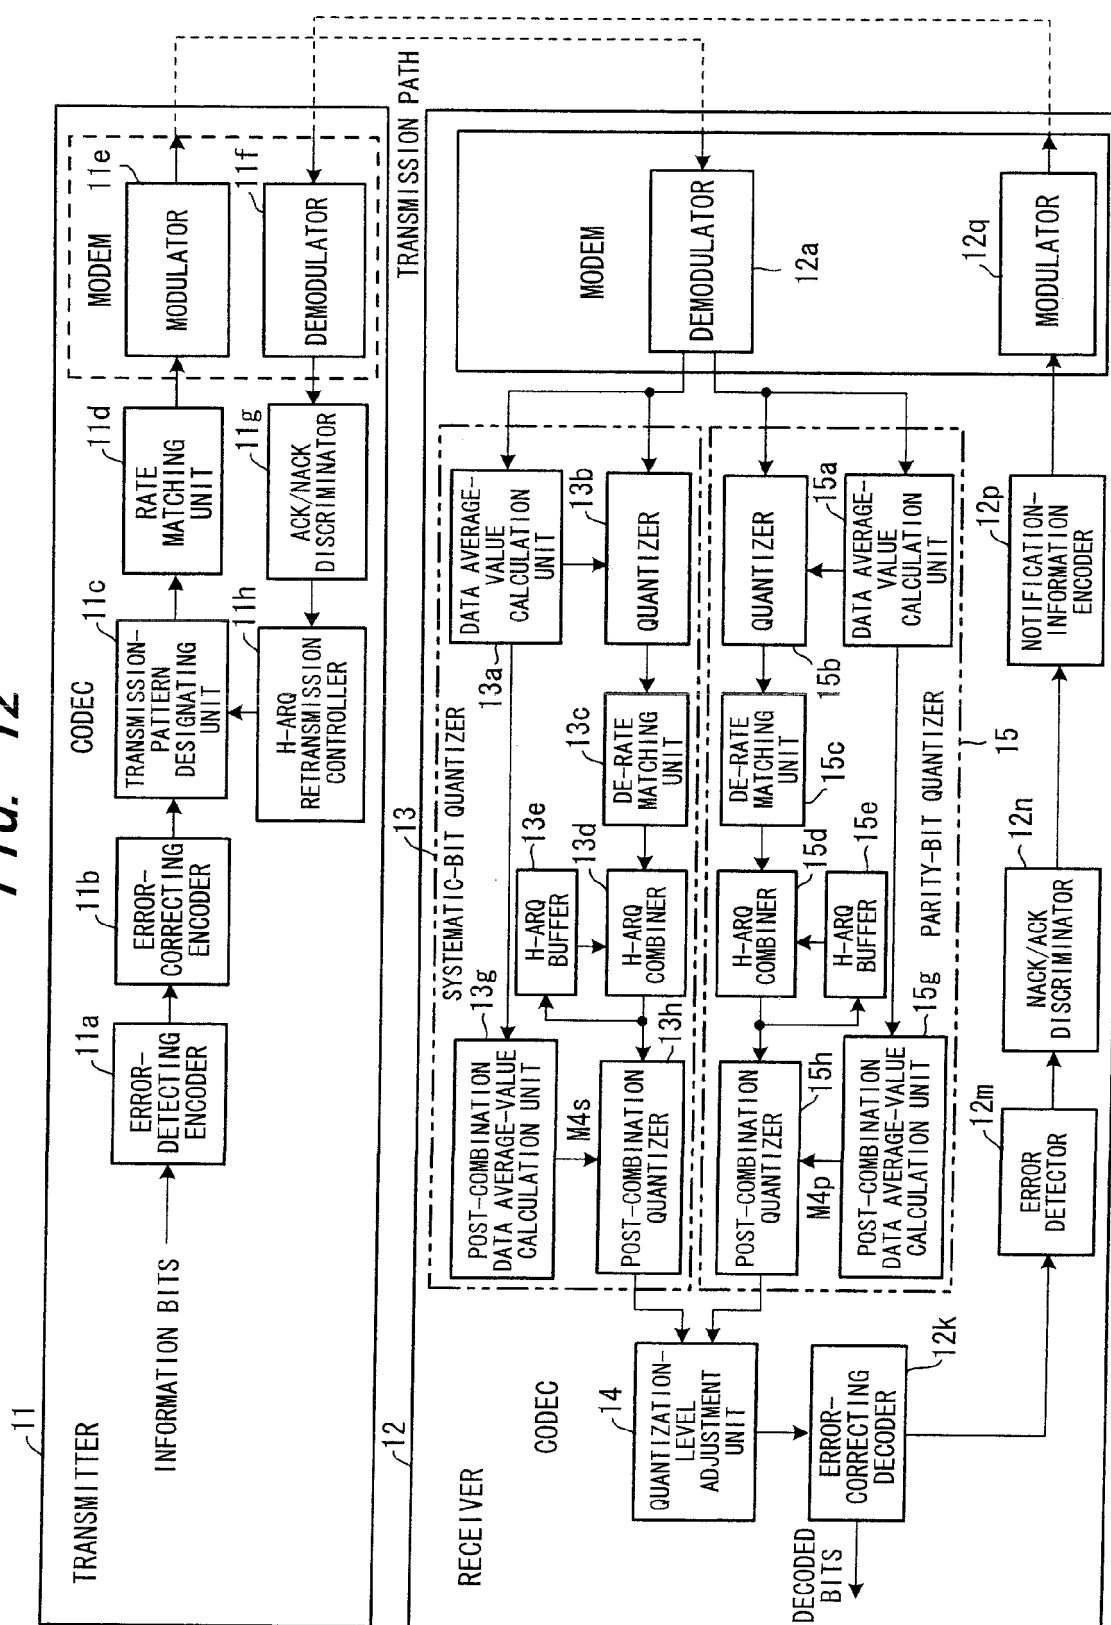 FIG. 12
11
TRANSMITTER
INFORMATION BITS
11a
ERROR-
DETECTING
ENCODER
11b
ERROR-
CORRECTING
ENCODER
CODEC
11c
TRANSMISSION-
PATTERN
DESIGNATING
UNIT
11d
RATE
MATCHING
UNIT
MODEM
11e
MODULATOR
11f
DEMODULATOR
11g
ACK/NACK
DISCRIMINATOR
11h
H-ARQ
RETRANSMISSION
CONTROLLER
TRANSMISSION PATH
12
RECEIVER
CODEC
MODEM
DEMODULATOR
12a
13
SYSTEMATIC-BIT QUANTIZER
DATA AVERAGE-
VALUE
CALCULATION
UNIT
13a
13b
QUANTIZER
13c
DE-RATE
MATCHING
UNIT
13d
H-ARQ
COMBINER
13e
H-ARQ
BUFFER
13g
POST-COMBINATION
DATA AVERAGE-VALUE
CALCULATION UNIT
M4s
13h
POST-COMBINATION
QUANTIZER
15
PARITY-BIT QUANTIZER
15a
DATA AVERAGE-
VALUE
CALCULATION
UNIT
QUANTIZER
15b
DE-RATE
MATCHING
UNIT
15c
H-ARQ
COMBINER
15d
H-ARQ
BUFFER
15e
15g
POST-COMBINATION
DATA AVERAGE-VALUE
CALCULATION UNIT
M4p
15h
POST-COMBINATION
QUANTIZER
14
QUANTIZATION-
LEVEL
ADJUSTMENT
UNIT
12k
ERROR-
CORRECTING
DECODER
DECODED
BITS
12m
ERROR
DETECTOR
12n
NACK/ACK
DISCRIMINATOR
12p
NOTIFICATION-
INFORMATION
ENCODER
12q
MODULATOR